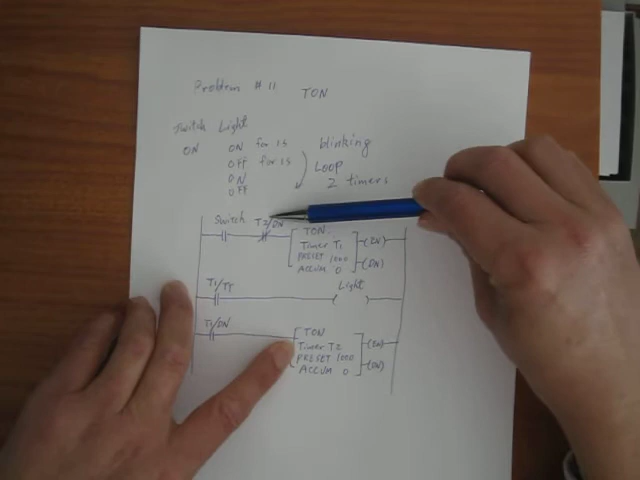 Problem # 11 TON
Switch Light
ON ON for 1s blinking
OFF for 1s LOOP
ON 2 timers
OFF
Switch T2/DN
TON
Timer T1 (EN)
PRESET 1000
ACCUM 0 (DN)
T1/TT Light
T1/DN
TON
Timer T2 (EN)
PRESET 1000
ACCUM 0 (DN)